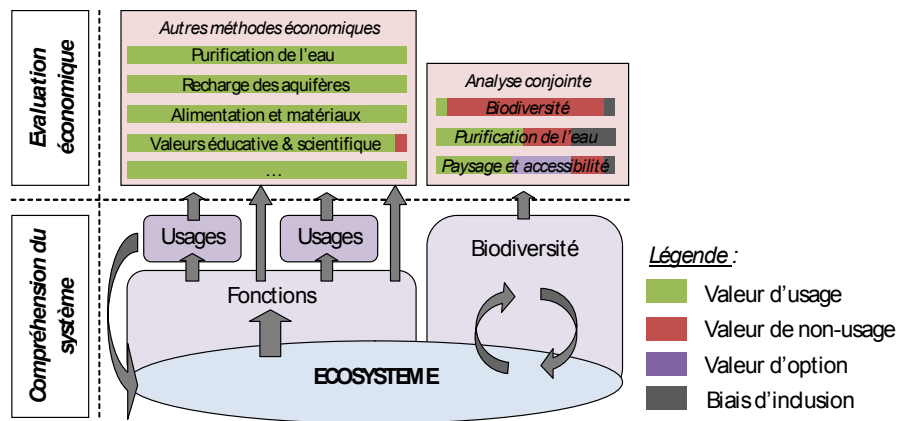 Evaluation
économique
Autres méthodes économiques
Purification de l'eau
Recharge des aquifères
Alimentation et matériaux
Valeurs éducative & scientifique
...
Analyse conjointe
Biodiversité
Purification de l'eau
Paysage et accessibilité
Compréhension du
système
Usages
Usages
Fonctions
Biodiversité
ECOSYSTEME
Légende :
Valeur d'usage
Valeur de non-usage
Valeur d'option
Biais d'inclusion